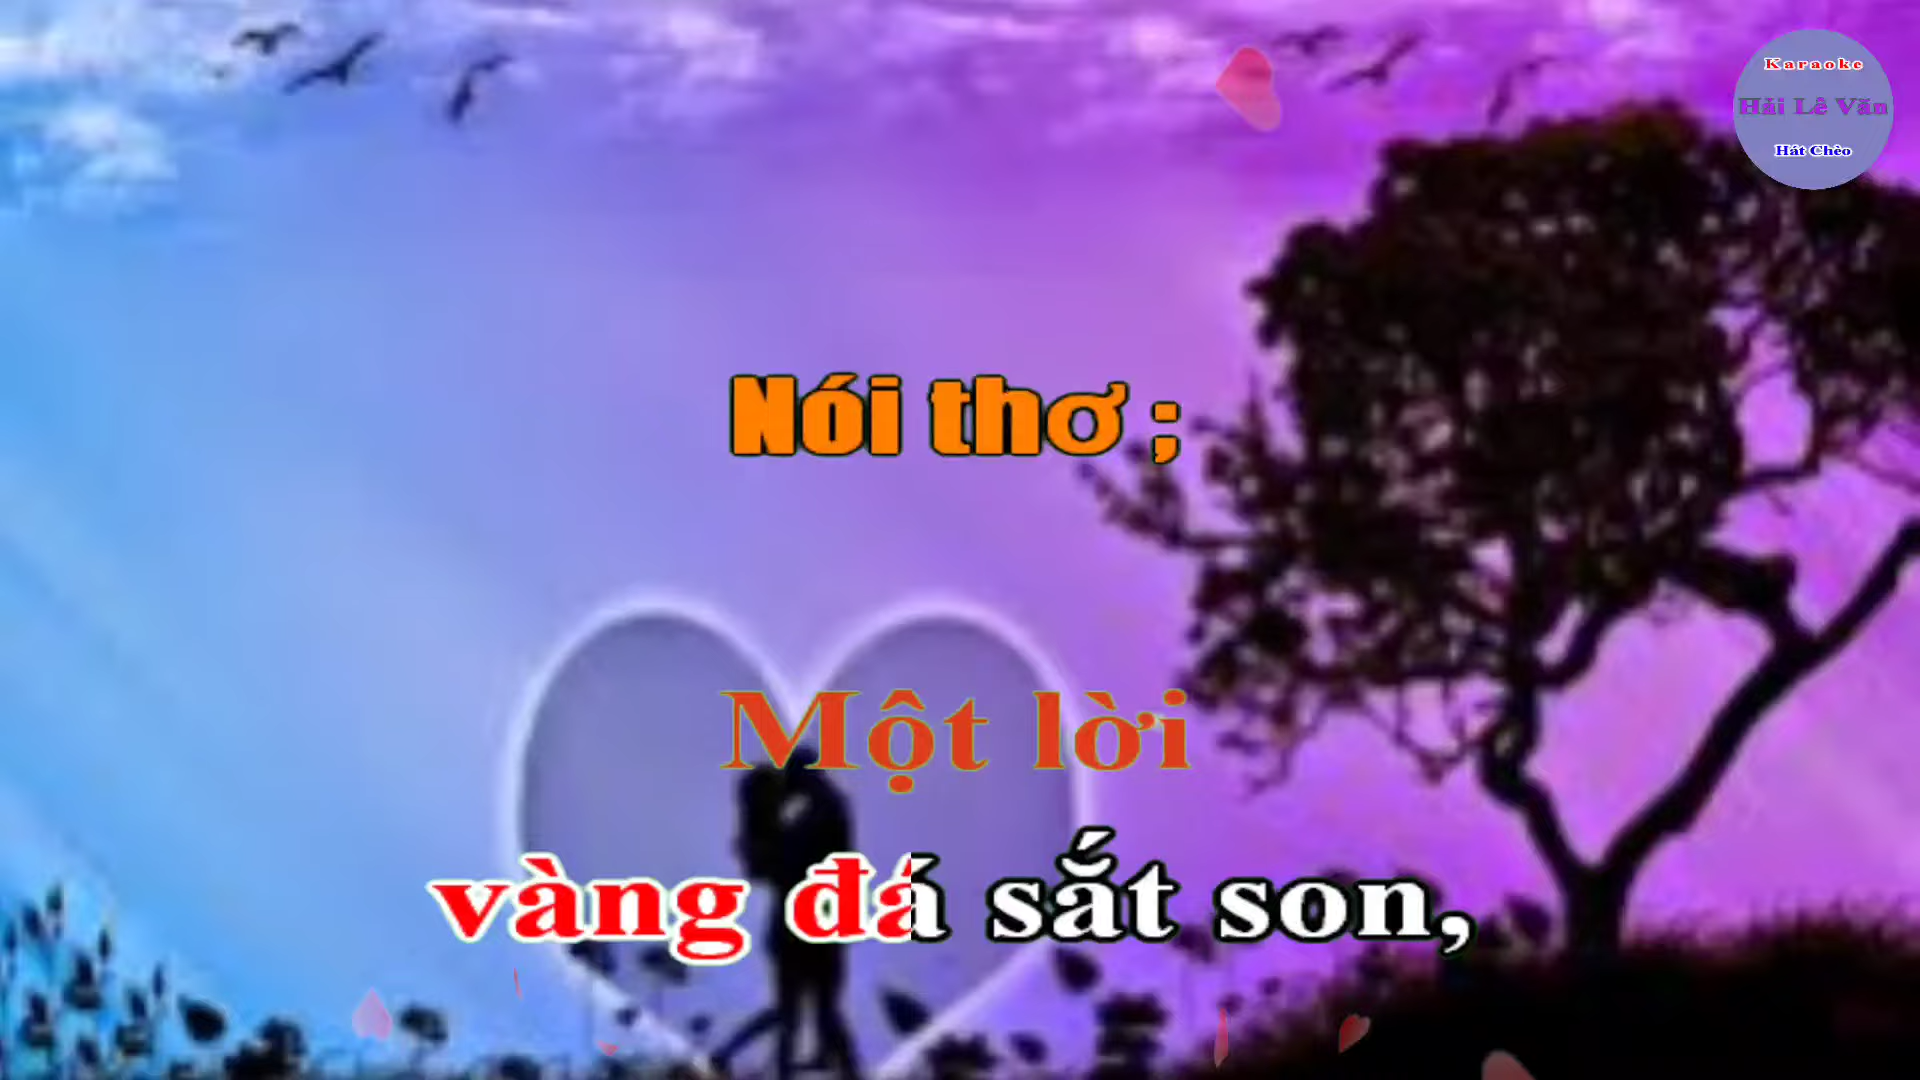 Karaoke
Hải Lê Văn
Hát Chèo
Nói thơ ;
Một lời
vàng đá sắt son,